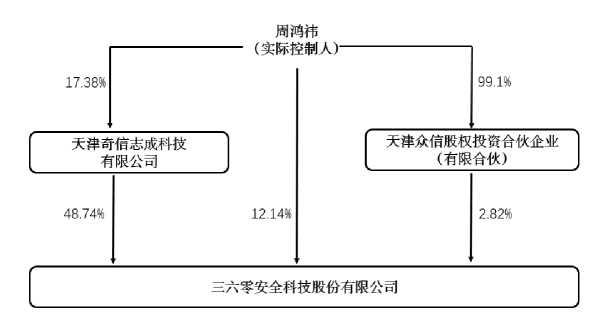 周鸿祎
（实际控制人）
17.38%
99.1%
天津奇信志成科技
有限公司
天津众信股权投资合伙企业
（有限合伙）
48.74%
12.14%
2.82%
三六零安全科技股份有限公司